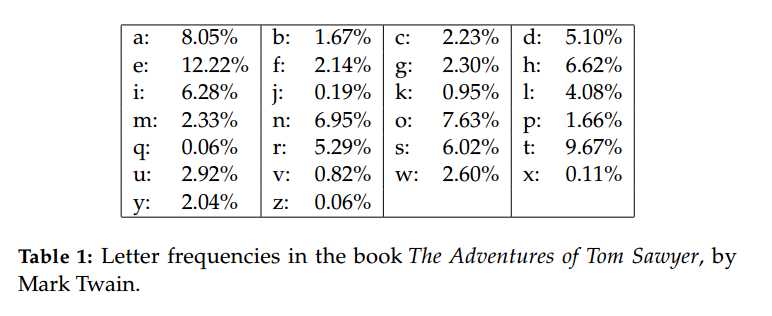 a: 8.05% b: 1.67% c: 2.23% d: 5.10%
e: 12.22% f: 2.14% g: 2.30% h: 6.62%
i: 6.28% j: 0.19% k: 0.95% l: 4.08%
m: 2.33% n: 6.95% o: 7.63% p: 1.66%
q: 0.06% r: 5.29% s: 6.02% t: 9.67%
u: 2.92% v: 0.82% w: 2.60% x: 0.11%
y: 2.04% z: 0.06%
Table 1: Letter frequencies in the book The Adventures of Tom Sawyer, by
Mark Twain.